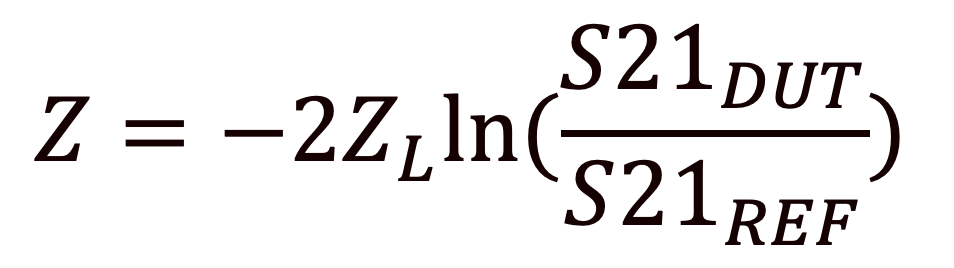 Z = −2Z_L ln(S21_DUT / S21_REF)